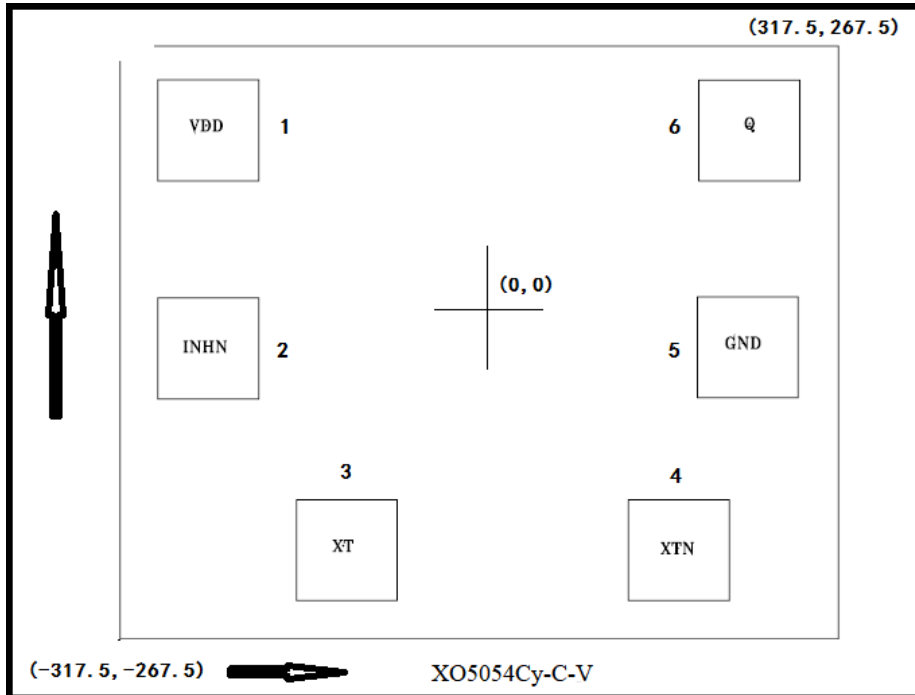 (317.5,267.5)
VDD 1 6 Q
(0,0)
INHN 2 5 GND
3 4
XT XTN
(-317.5,-267.5) XO5054Cy-C-V